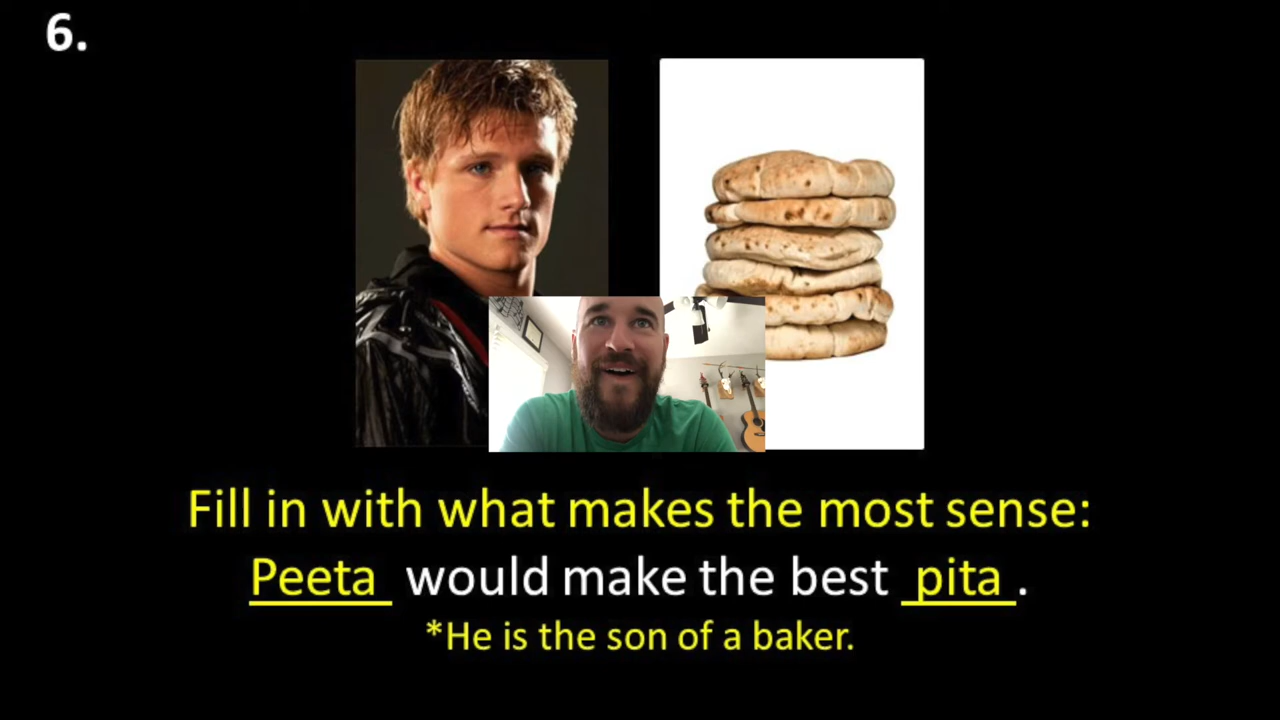 6.
Fill in with what makes the most sense:
Peeta would make the best pita.
*He is the son of a baker.